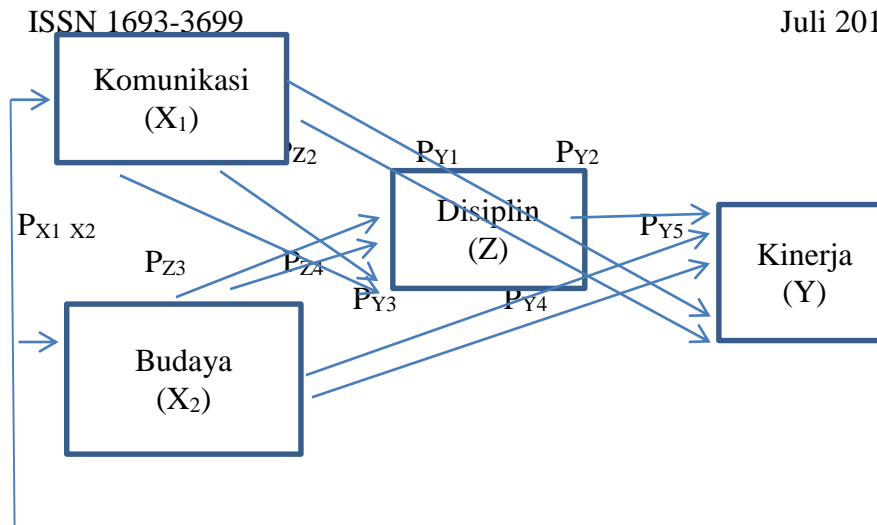 ISSN 1693-3699 Juli 201
Komunikasi
(X₁)
Pz2 PY1 PY2
Disiplin
(Z)
PX1 X2
PZ3 PZ4 PY5
Kinerja
(Y)
PY3 PY4
Budaya
(X₂)